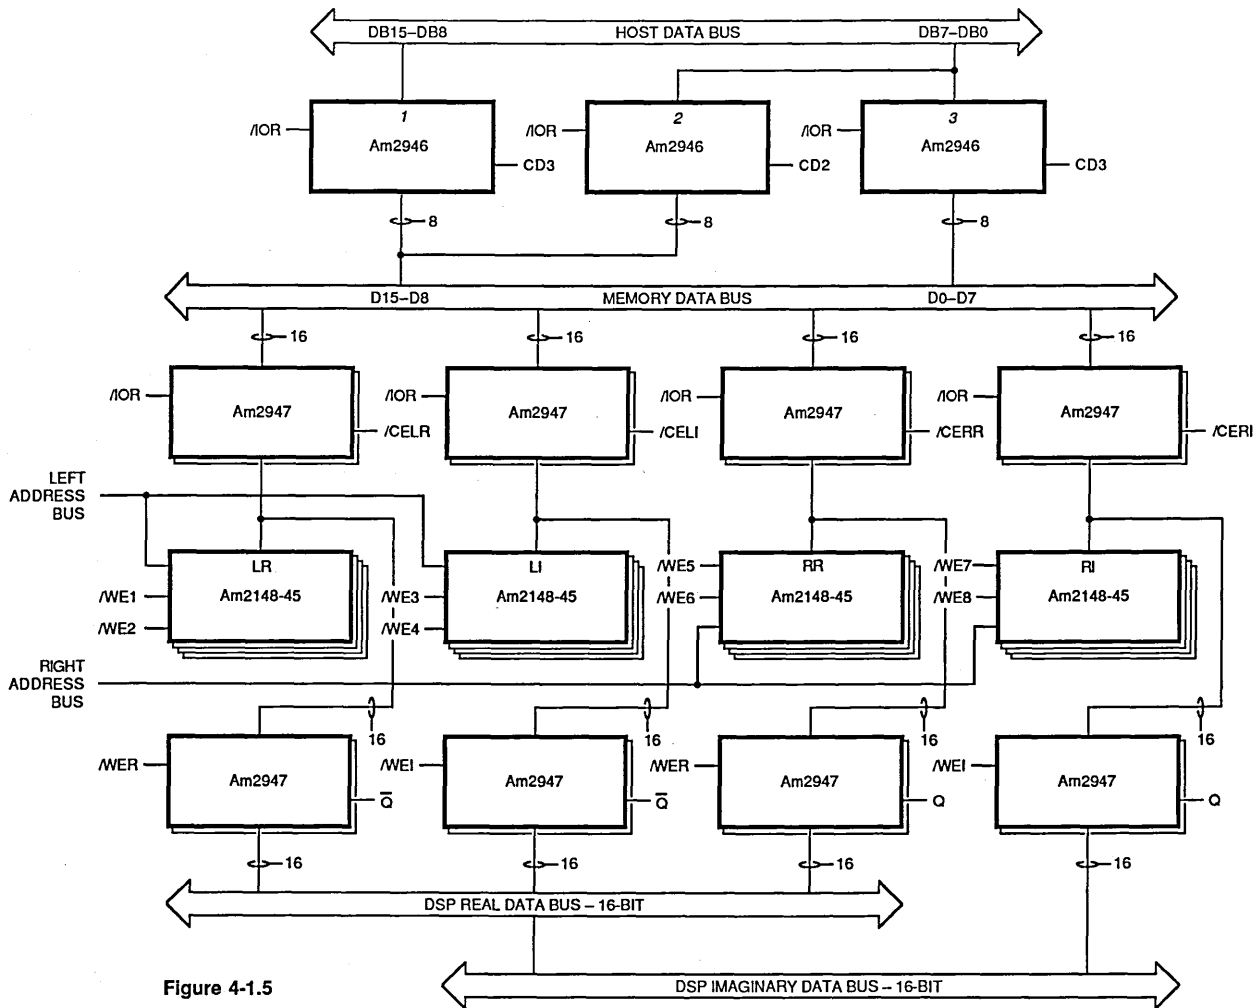 DB15–DB8 HOST DATA BUS DB7–DB0
1 2 3
/IOR Am2946 CD3 /IOR Am2946 CD2 /IOR Am2946 CD3
8 8 8
D15–D8 MEMORY DATA BUS D0–D7
16 16 16 16
/IOR Am2947 /CELR /IOR Am2947 /CELI /IOR Am2947 /CERR /IOR Am2947 /CERI
LEFT
ADDRESS
BUS
LR LI RR RI
/WE1 /WE2 Am2148-45 /WE3 /WE4 Am2148-45 /WE5 /WE6 Am2148-45 /WE7 /WE8 Am2148-45
RIGHT
ADDRESS
BUS
16 16 16 16
/WER Am2947 Q̅ /WEI Am2947 Q̅ /WER Am2947 Q /WEI Am2947 Q
16 16 16 16
DSP REAL DATA BUS – 16-BIT
DSP IMAGINARY DATA BUS – 16-BIT
Figure 4-1.5